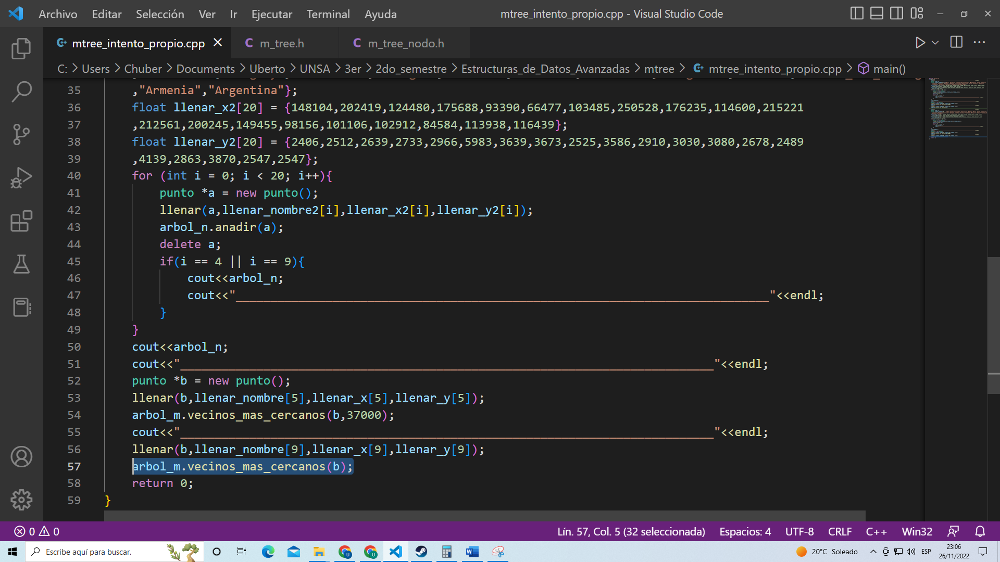 Archivo Editar Selección Ver Ir Ejecutar Terminal Ayuda
mtree_intento_propio.cpp - Visual Studio Code
mtree_intento_propio.cpp
m_tree.h
m_tree_nodo.h
C: > Users > Chuber > Documents > Uberto > UNSA > 3er > 2do_semestre > Estructuras_de_Datos_Avanzadas > mtree > mtree_intento_propio.cpp > main()
35 ,"Armenia","Argentina"};
36 float llenar_x2[20] = {148104,202419,124480,175688,93390,66477,103485,250528,176235,114600,215221
37 ,212561,200245,149455,98156,101106,102912,84584,113938,116439};
38 float llenar_y2[20] = {2406,2512,2639,2733,2966,5983,3639,3673,2525,3586,2910,3030,3080,2678,2489
39 ,4139,2863,3870,2547,2547};
40 for (int i = 0; i < 20; i++){
41 punto *a = new punto();
42 llenar(a,llenar_nombre2[i],llenar_x2[i],llenar_y2[i]);
43 arbol_n.anadir(a);
44 delete a;
45 if(i == 4 || i == 9){
46 cout<<arbol_n;
47 cout<<"_____________________________________________________________________________"<<endl;
48 }
49 }
50 cout<<arbol_n;
51 cout<<"_____________________________________________________________________________"<<endl;
52 punto *b = new punto();
53 llenar(b,llenar_nombre[5],llenar_x[5],llenar_y[5]);
54 arbol_m.vecinos_mas_cercanos(b,37000);
55 cout<<"_____________________________________________________________________________"<<endl;
56 llenar(b,llenar_nombre[9],llenar_x[9],llenar_y[9]);
57 arbol_m.vecinos_mas_cercanos(b);
58 return 0;
59 }
0 0
Lín. 57, Col. 5 (32 seleccionada) Espacios: 4 UTF-8 CRLF C++ Win32
Escribe aquí para buscar.
20°C Soleado
ESP
23:06
26/11/2022